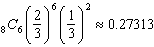 ₈C₆(2/3)⁶(1/3)² ≈ 0.27313